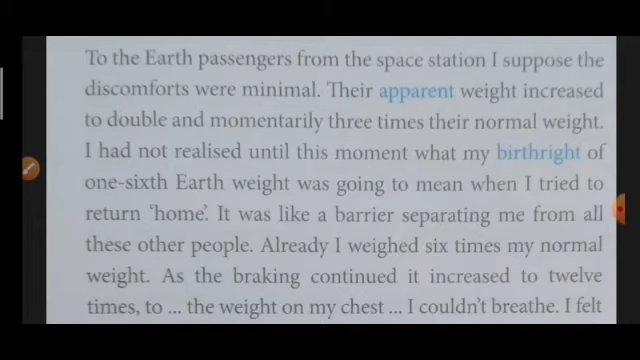 To the Earth passengers from the space station I suppose the
discomforts were minimal. Their apparent weight increased
to double and momentarily three times their normal weight.
I had not realised until this moment what my birthright of
one-sixth Earth weight was going to mean when I tried to
return ‘home’. It was like a barrier separating me from all
these other people. Already I weighed six times my normal
weight. As the braking continued it increased to twelve
times, to ... the weight on my chest ... I couldn’t breathe. I felt